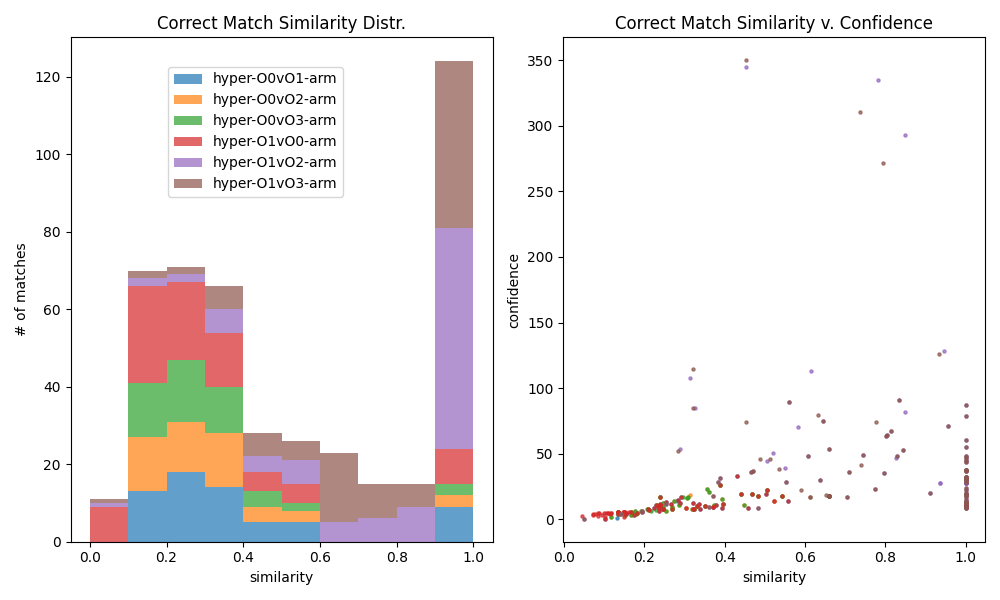 Correct Match Similarity Distr.
# of matches
120
100
80
60
40
20
0
hyper-O0vO1-arm
hyper-O0vO2-arm
hyper-O0vO3-arm
hyper-O1vO0-arm
hyper-O1vO2-arm
hyper-O1vO3-arm
0.0 0.2 0.4 0.6 0.8 1.0
similarity
Correct Match Similarity v. Confidence
confidence
350
300
250
200
150
100
50
0
0.0 0.2 0.4 0.6 0.8 1.0
similarity